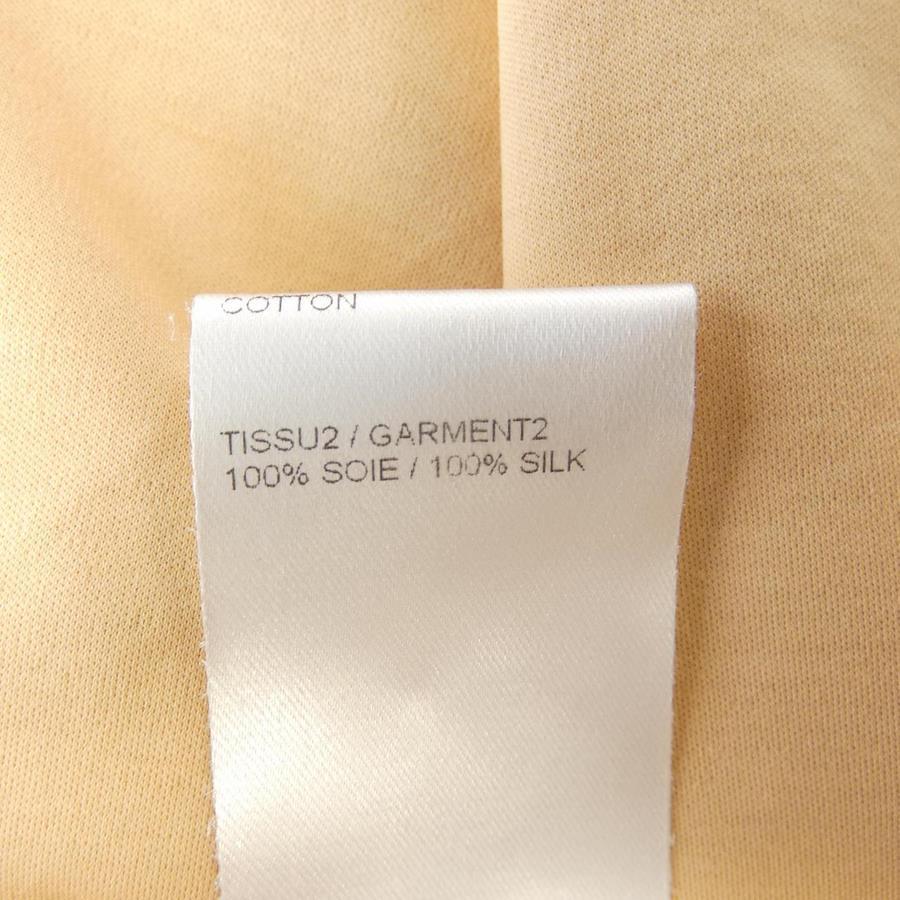 COTTON
TISSU2 / GARMENT2
100% SOIE / 100% SILK